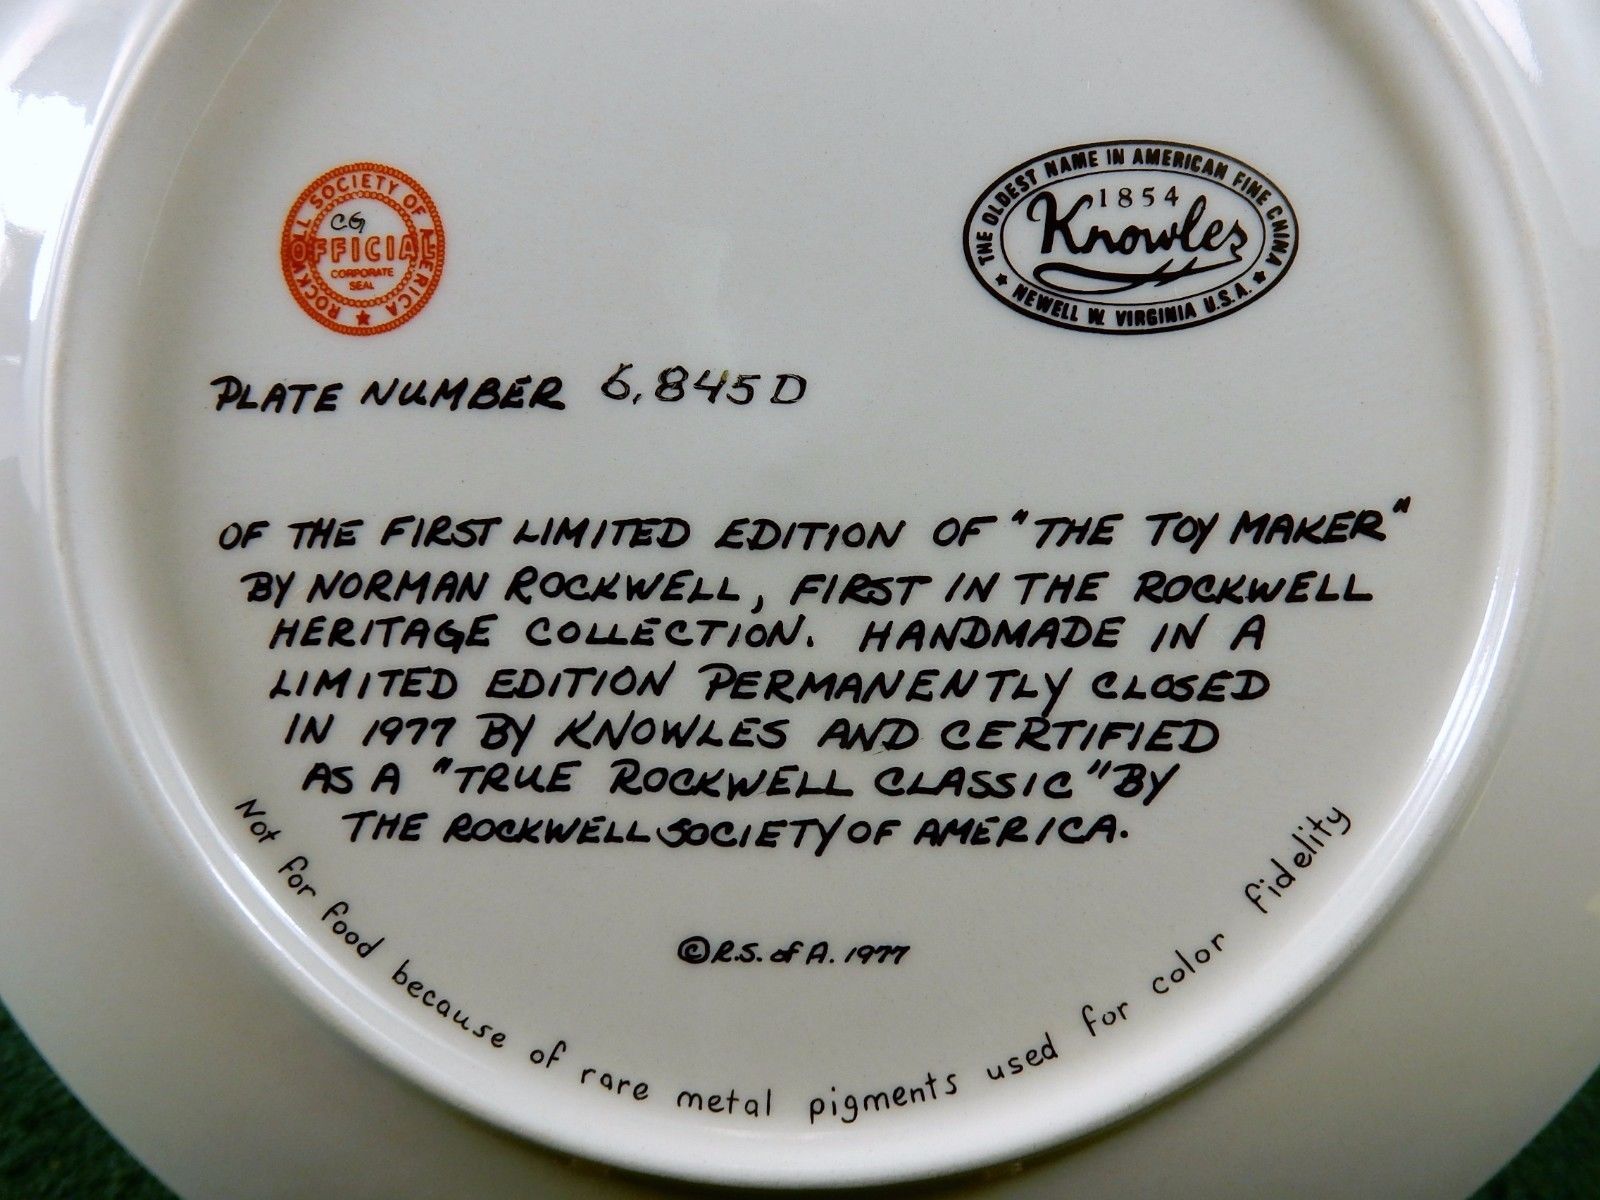 ROCKWELL SOCIETY OF AMERICA
CG
OFFICIAL
CORPORATE
SEAL
THE OLDEST NAME IN AMERICAN FINE CHINA
1854
Knowles
NEWELL W. VIRGINIA U.S.A.
PLATE NUMBER 6,845D
OF THE FIRST LIMITED EDITION OF "THE TOY MAKER"
BY NORMAN ROCKWELL, FIRST IN THE ROCKWELL
HERITAGE COLLECTION. HANDMADE IN A
LIMITED EDITION PERMANENTLY CLOSED
IN 1977 BY KNOWLES AND CERTIFIED
AS A "TRUE ROCKWELL CLASSIC" BY
THE ROCKWELL SOCIETY OF AMERICA.
© R.S. of A. 1977
Not for food because of rare metal pigments used for color fidelity